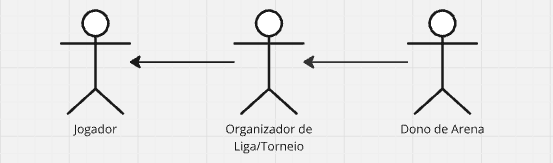 Jogador
Organizador de
Liga/Torneio
Dono de Arena